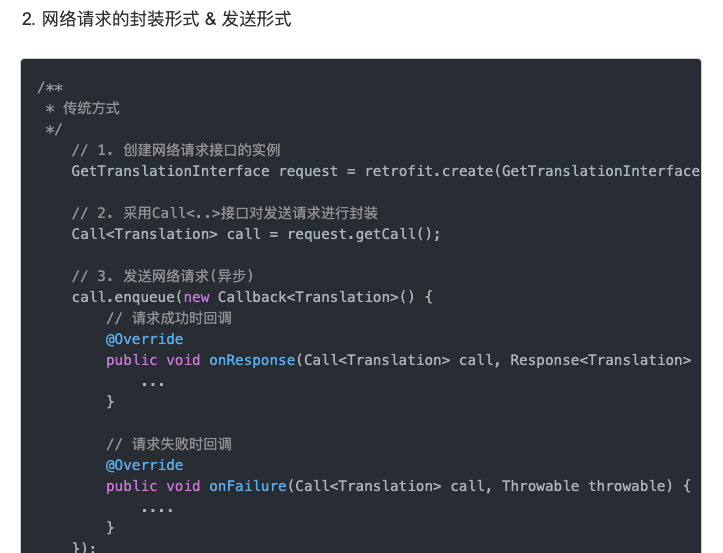 2. 网络请求的封装形式 & 发送形式
/**
 * 传统方式
 */
    // 1. 创建网络请求接口的实例
    GetTranslationInterface request = retrofit.create(GetTranslationInterface
    // 2. 采用Call<..>接口对发送请求进行封装
    Call<Translation> call = request.getCall();
    // 3. 发送网络请求(异步)
    call.enqueue(new Callback<Translation>() {
        // 请求成功时回调
        @Override
        public void onResponse(Call<Translation> call, Response<Translation>
            ...
        }
        // 请求失败时回调
        @Override
        public void onFailure(Call<Translation> call, Throwable throwable) {
            ....
        }
    });